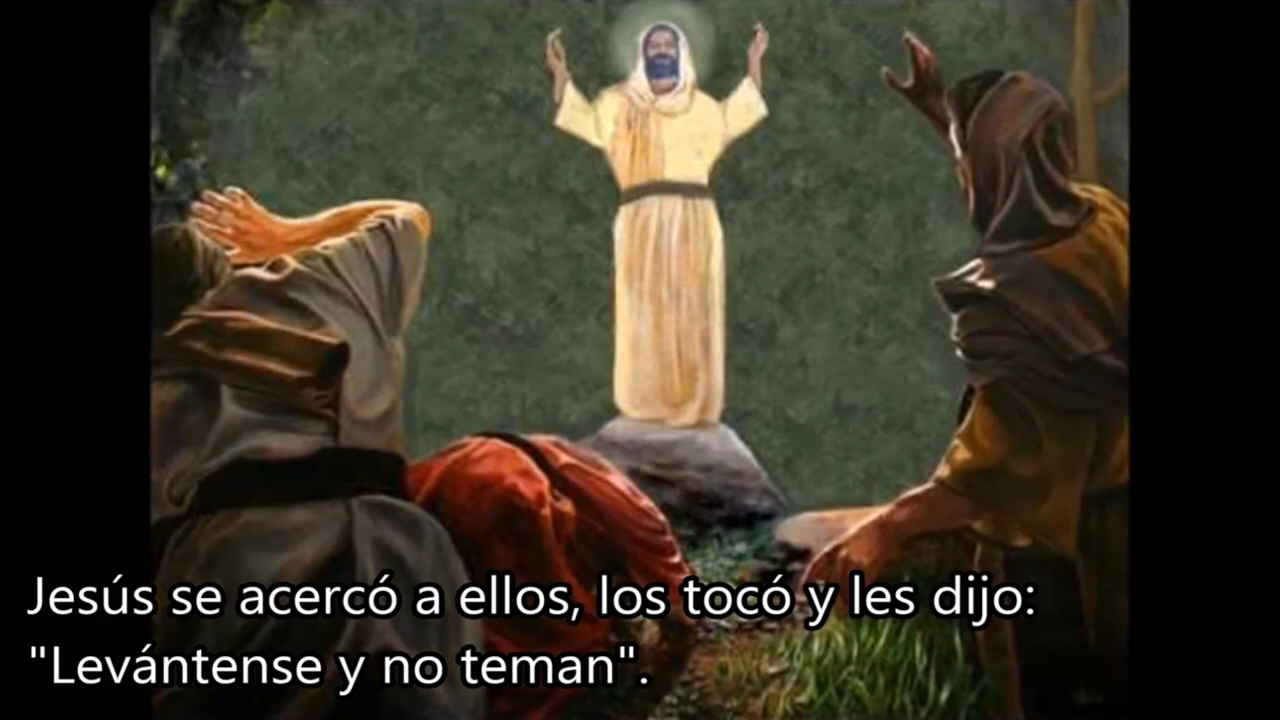 Jesús se acercó a ellos, los tocó y les dijo:
"Levántense y no teman".